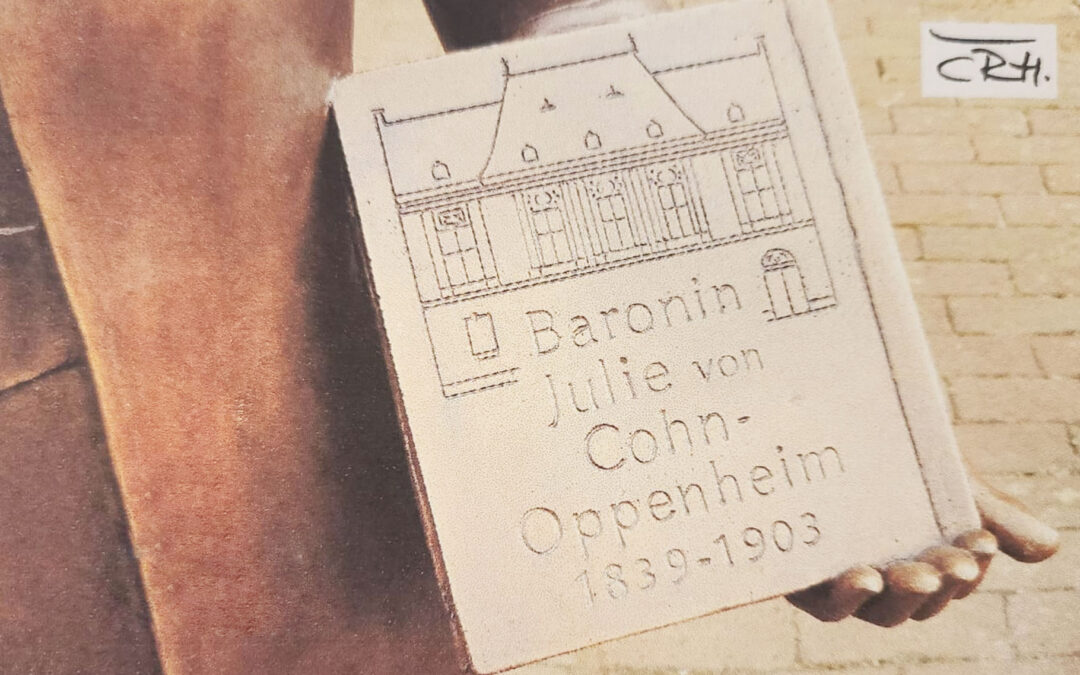 CRH.
Baronin
Julie von
Cohn-
Oppenheim
1839-1903